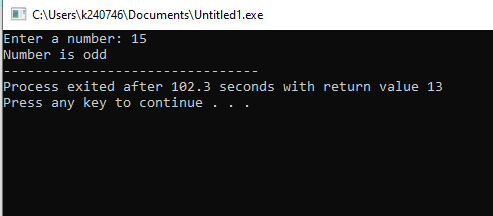 C:\Users\k240746\Documents\Untitled1.exe
Enter a number: 15
Number is odd
--------------------------------
Process exited after 102.3 seconds with return value 13
Press any key to continue . . .